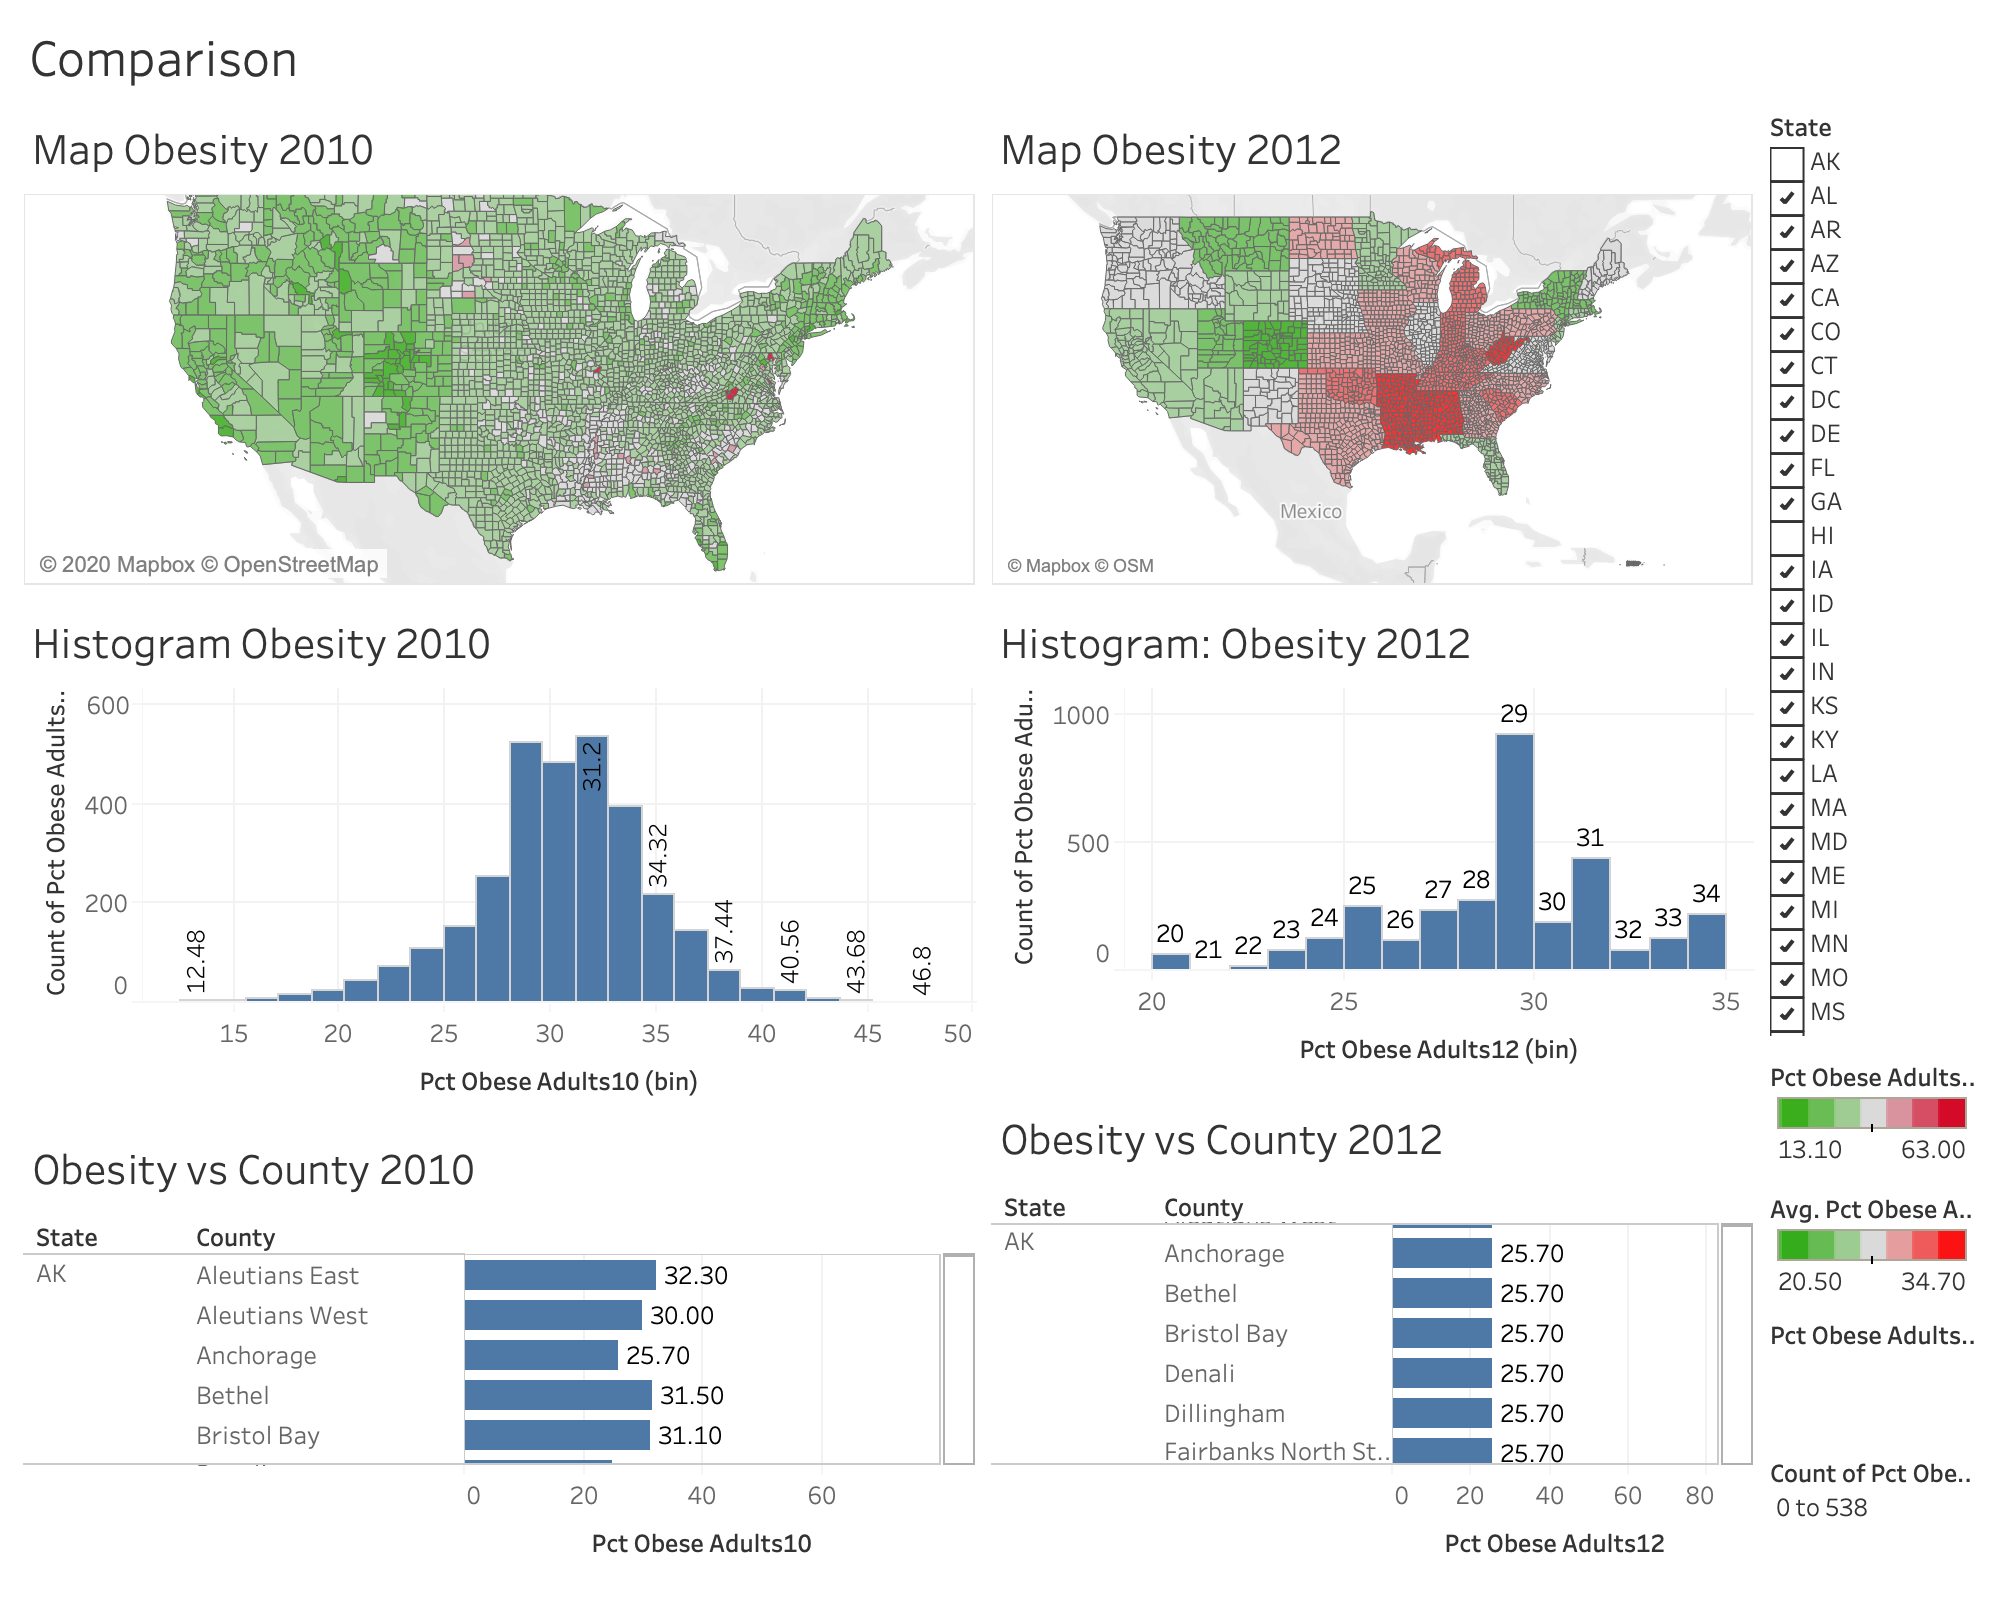 Comparison
Map Obesity 2010
© 2020 Mapbox © OpenStreetMap
Map Obesity 2012
Mexico
© Mapbox © OSM
Histogram Obesity 2010
Count of Pct Obese Adults..
600
400
200
0
12.48
31.2
34.32
37.44
40.56
43.68
46.8
15 20 25 30 35 40 45 50
Pct Obese Adults10 (bin)
Histogram: Obesity 2012
Count of Pct Obese Adu..
1000
500
0
20 21 22 23 24 25 26 27 28 29 30 31 32 33 34
20 25 30 35
Pct Obese Adults12 (bin)
Obesity vs County 2010
State County
AK Aleutians East 32.30
Aleutians West 30.00
Anchorage 25.70
Bethel 31.50
Bristol Bay 31.10
0 20 40 60
Pct Obese Adults10
Obesity vs County 2012
State County
AK
Anchorage 25.70
Bethel 25.70
Bristol Bay 25.70
Denali 25.70
Dillingham 25.70
Fairbanks North St.. 25.70
0 20 40 60 80
Pct Obese Adults12
State
AK
AL
AR
AZ
CA
CO
CT
DC
DE
FL
GA
HI
IA
ID
IL
IN
KS
KY
LA
MA
MD
ME
MI
MN
MO
MS
Pct Obese Adults..
13.10 63.00
Avg. Pct Obese A..
20.50 34.70
Pct Obese Adults..
Count of Pct Obe..
0 to 538